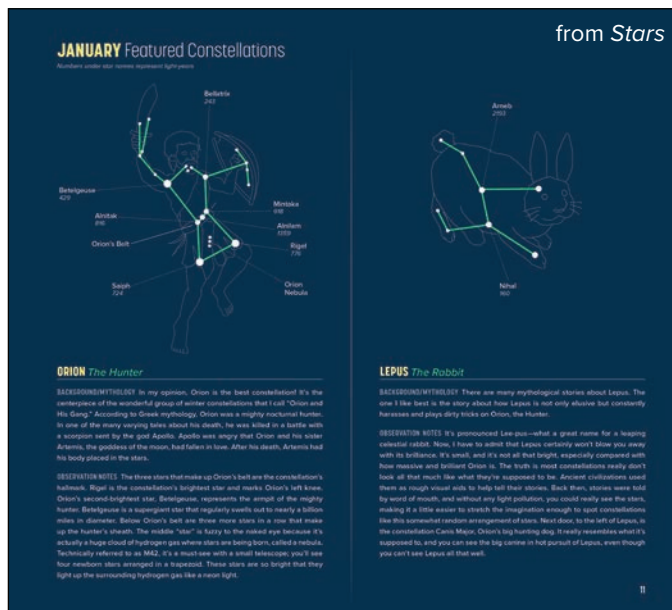 from Stars
JANUARY Featured Constellations
Numbers under star names represent light-years
Bellatrix
243
Betelgeuse
429
Alnitak
816
Orion's Belt
Saiph
724
Mintaka
918
Alnilam
1359
Rigel
776
Orion
Nebula
ORION The Hunter
BACKGROUND/MYTHOLOGY In my opinion, Orion is the best constellation! It's the
centerpiece of the wonderful group of winter constellations that I call "Orion and
His Gang." According to Greek mythology, Orion was a mighty nocturnal hunter.
In one of the many varying tales about his death, he was killed in a battle with
a scorpion sent by the god Apollo. Apollo was angry that Orion and his sister
Artemis, the goddess of the moon, had fallen in love. After his death, Artemis had
his body placed in the stars.
OBSERVATION NOTES The three stars that make up Orion's belt are the constellation's
hallmark. Rigel is the constellation's brightest star and marks Orion's left knee.
Orion's second-brightest star, Betelgeuse, represents the armpit of the mighty
hunter. Betelgeuse is a supergiant star that regularly swells out to nearly a billion
miles in diameter. Below Orion's belt are three more stars in a row that make
up the hunter's sheath. The middle "star" is fuzzy to the naked eye because it's
actually a huge cloud of hydrogen gas where stars are being born, called a nebula.
Technically referred to as M42, it's a must-see with a small telescope; you'll see
four newborn stars arranged in a trapezoid. These stars are so bright that they
light up the surrounding hydrogen gas like a neon light.
Arneb
2193
Nihal
160
LEPUS The Rabbit
BACKGROUND/MYTHOLOGY There are many mythological stories about Lepus. The
one I like best is the story about how Lepus is not only elusive but constantly
harasses and plays dirty tricks on Orion, the Hunter.
OBSERVATION NOTES It's pronounced Lee-pus—what a great name for a leaping
celestial rabbit. Now, I have to admit that Lepus certainly won't blow you away
with its brilliance. It's small, and it's not all that bright, especially compared with
how massive and brilliant Orion is. The truth is most constellations really don't
look all that much like what they're supposed to be. Ancient civilizations used
them as rough visual aids to help tell their stories. Back then, stories were told
by word of mouth, and without any light pollution, you could really see the stars,
making it a little easier to stretch the imagination enough to spot constellations
like this somewhat random arrangement of stars. Next door, to the left of Lepus, is
the constellation Canis Major, Orion's big hunting dog. It really resembles what it's
supposed to, and you can see the big canine in hot pursuit of Lepus, even though
you can't see Lepus all that well.
11